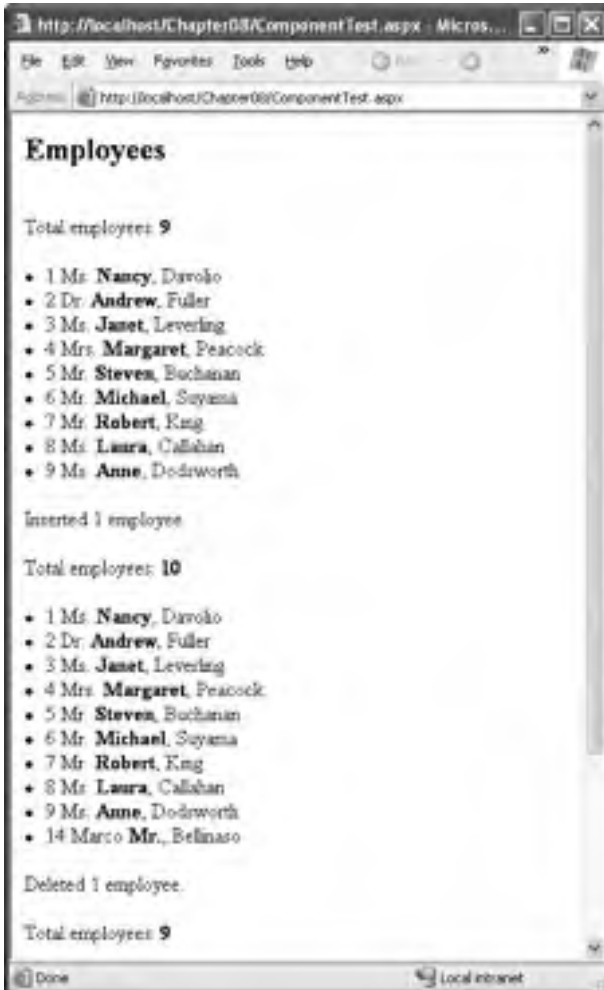 http://localhost/Chapter08/ComponentTest.aspx - Micros...
File Edit View Favorites Tools Help »
Address http://localhost/Chapter08/ComponentTest.aspx
Employees
Total employees: 9
• 1 Ms. Nancy, Davolio
• 2 Dr. Andrew, Fuller
• 3 Ms. Janet, Leverling
• 4 Mrs. Margaret, Peacock
• 5 Mr. Steven, Buchanan
• 6 Mr. Michael, Suyama
• 7 Mr. Robert, King
• 8 Ms. Laura, Callahan
• 9 Ms. Anne, Dodsworth
Inserted 1 employee.
Total employees: 10
• 1 Ms. Nancy, Davolio
• 2 Dr. Andrew, Fuller
• 3 Ms. Janet, Leverling
• 4 Mrs. Margaret, Peacock
• 5 Mr. Steven, Buchanan
• 6 Mr. Michael, Suyama
• 7 Mr. Robert, King
• 8 Ms. Laura, Callahan
• 9 Ms. Anne, Dodsworth
• 14 Marco Mr., Bellinaso
Deleted 1 employee.
Total employees: 9
Done Local intranet